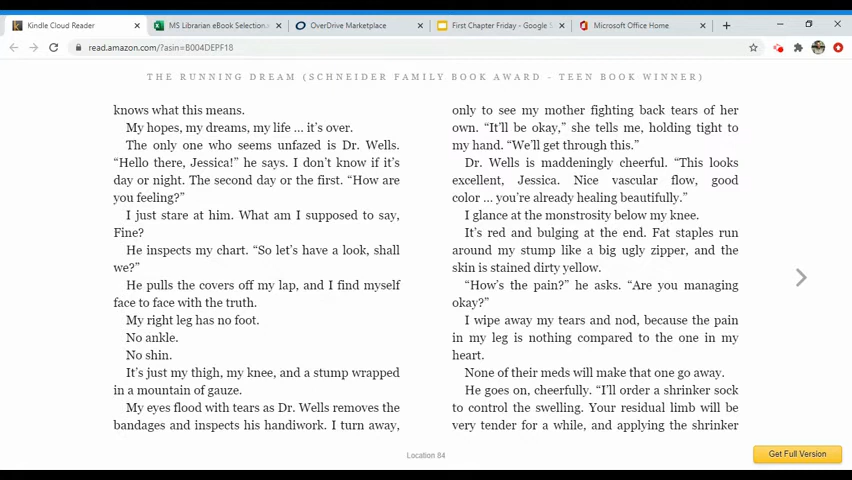 Kindle Cloud Reader
MS Librarian eBook Selection.
OverDrive Marketplace
First Chapter Friday - Google S
Microsoft Office Home
read.amazon.com/?asin=B004DEPF18
THE RUNNING DREAM (SCHNEIDER FAMILY BOOK AWARD - TEEN BOOK WINNER)
knows what this means.
My hopes, my dreams, my life ... it's over.
The only one who seems unfazed is Dr. Wells.
“Hello there, Jessica!” he says. I don't know if it's
day or night. The second day or the first. “How are
you feeling?”
I just stare at him. What am I supposed to say,
Fine?
He inspects my chart. “So let's have a look, shall
we?”
He pulls the covers off my lap, and I find myself
face to face with the truth.
My right leg has no foot.
No ankle.
No shin.
It's just my thigh, my knee, and a stump wrapped
in a mountain of gauze.
My eyes flood with tears as Dr. Wells removes the
bandages and inspects his handiwork. I turn away,
only to see my mother fighting back tears of her
own. “It'll be okay,” she tells me, holding tight to
my hand. “We'll get through this.”
Dr. Wells is maddeningly cheerful. “This looks
excellent, Jessica. Nice vascular flow, good
color ... you're already healing beautifully.”
I glance at the monstrosity below my knee.
It's red and bulging at the end. Fat staples run
around my stump like a big ugly zipper, and the
skin is stained dirty yellow.
“How's the pain?” he asks. “Are you managing
okay?”
I wipe away my tears and nod, because the pain
in my leg is nothing compared to the one in my
heart.
None of their meds will make that one go away.
He goes on, cheerfully. “I'll order a shrinker sock
to control the swelling. Your residual limb will be
very tender for a while, and applying the shrinker
Location 84
Get Full Version